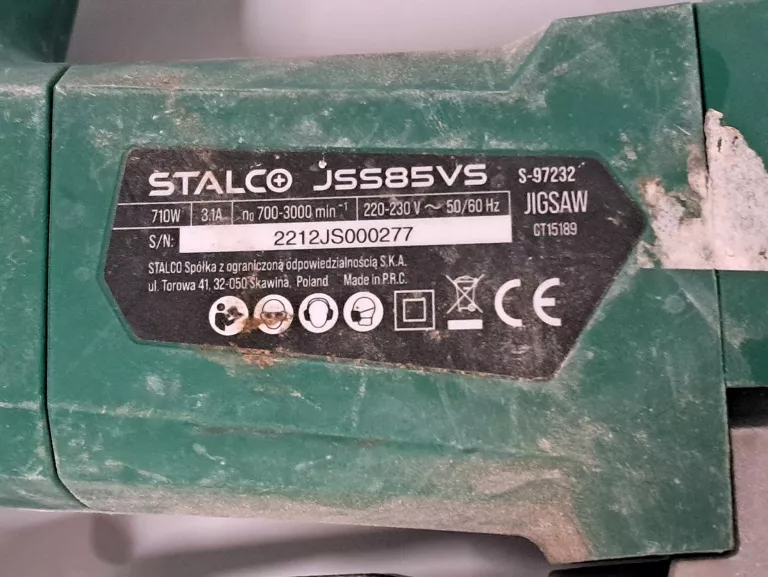 STALCO JSS85VS S-97232
710W 3.1A n₀ 700-3000 min⁻¹ 220-230 V ~ 50/60 Hz JIGSAW
S/N: 2212JS000277 CT15189
STALCO Spółka z ograniczoną odpowiedzialnością S.K.A.
ul. Torowa 41, 32-050 Skawina, Poland Made in P.R.C.
CE